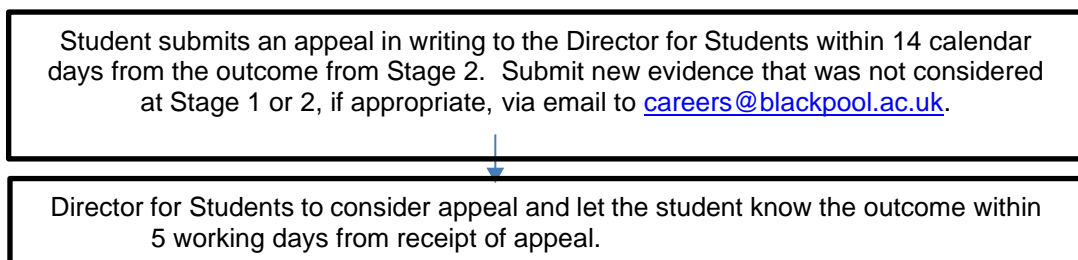 Student submits an appeal in writing to the Director for Students within 14 calendar
days from the outcome from Stage 2.  Submit new evidence that was not considered
at Stage 1 or 2, if appropriate, via email to careers@blackpool.ac.uk.
Director for Students to consider appeal and let the student know the outcome within
5 working days from receipt of appeal.